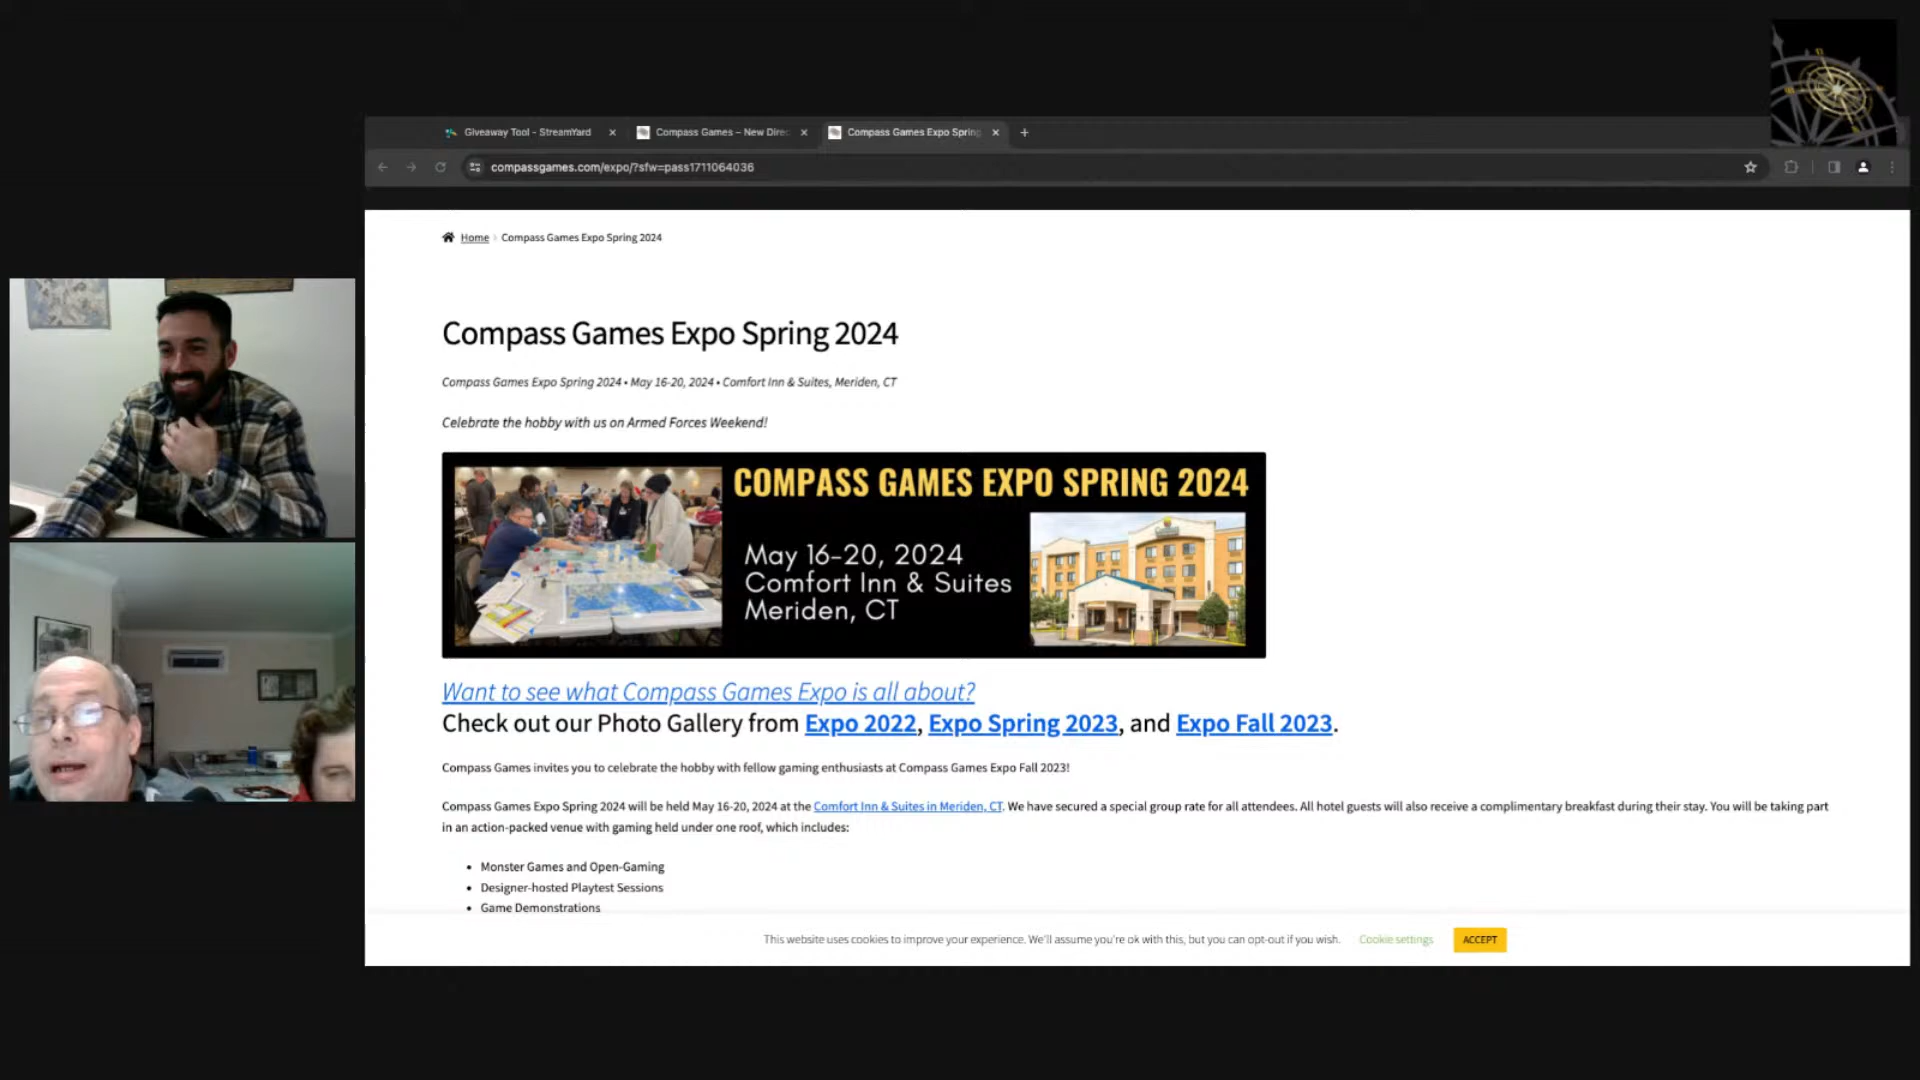 Giveaway Tool - StreamYard
Compass Games – New Direc
Compass Games Expo Spring
compassgames.com/expo/?sfw=pass1711064036
Home › Compass Games Expo Spring 2024
Compass Games Expo Spring 2024
Compass Games Expo Spring 2024 • May 16-20, 2024 • Comfort Inn & Suites, Meriden, CT
Celebrate the hobby with us on Armed Forces Weekend!
COMPASS GAMES EXPO SPRING 2024
May 16-20, 2024
Comfort Inn & Suites
Meriden, CT
Want to see what Compass Games Expo is all about?
Check out our Photo Gallery from Expo 2022, Expo Spring 2023, and Expo Fall 2023.
Compass Games invites you to celebrate the hobby with fellow gaming enthusiasts at Compass Games Expo Fall 2023!
Compass Games Expo Spring 2024 will be held May 16-20, 2024 at the Comfort Inn & Suites in Meriden, CT. We have secured a special group rate for all attendees. All hotel guests will also receive a complimentary breakfast during their stay. You will be taking part
in an action-packed venue with gaming held under one roof, which includes:
• Monster Games and Open-Gaming
• Designer-hosted Playtest Sessions
• Game Demonstrations
This website uses cookies to improve your experience. We'll assume you're ok with this, but you can opt-out if you wish. Cookie settings ACCEPT